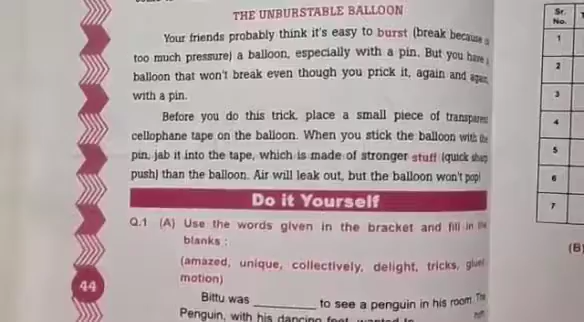 THE UNBURSTABLE BALLOON
Your friends probably think it's easy to burst (break because
too much pressure) a balloon, especially with a pin. But you have
balloon that won't break even though you prick it, again and again,
with a pin.
Before you do this trick, place a small piece of transparent
cellophane tape on the balloon. When you stick the balloon with the
pin, jab it into the tape, which is made of stronger stuff (quick sharp
push) than the balloon. Air will leak out, but the balloon won't pop!
Do it Yourself
Q.1 (A) Use the words given in the bracket and fill in the
blanks :
(amazed, unique, collectively, delight, tricks, glued
motion)
Bittu was ________ to see a penguin in his room. The
Penguin, with his dancing feet, wanted to
44
Sr.
No.
1
2
3
4
5
6
7
(B)